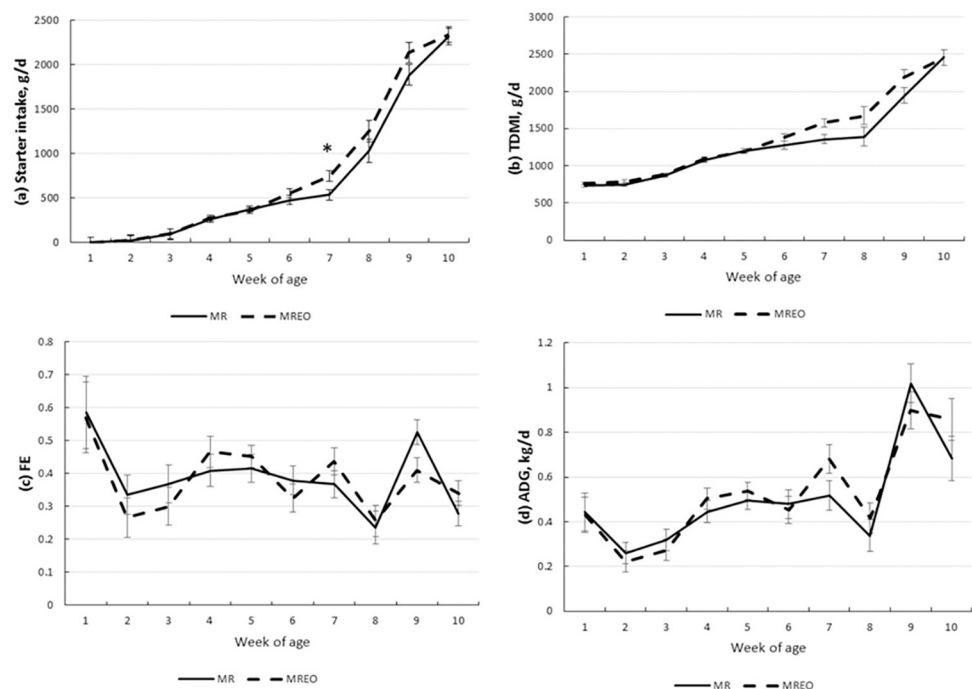 (a) Starter intake, g/d
2500
2000
1500
1000
500
0
*
1 2 3 4 5 6 7 8 9 10
Week of age
MR MREO
(b) TDMI, g/d
3000
2500
2000
1500
1000
500
0
1 2 3 4 5 6 7 8 9 10
Week of age
MR MREO
(c) FE
0.8
0.7
0.6
0.5
0.4
0.3
0.2
0.1
0
1 2 3 4 5 6 7 8 9 10
Week of age
MR MREO
(d) ADG, kg/d
1.2
1
0.8
0.6
0.4
0.2
0
1 2 3 4 5 6 7 8 9 10
Week of age
MR MREO